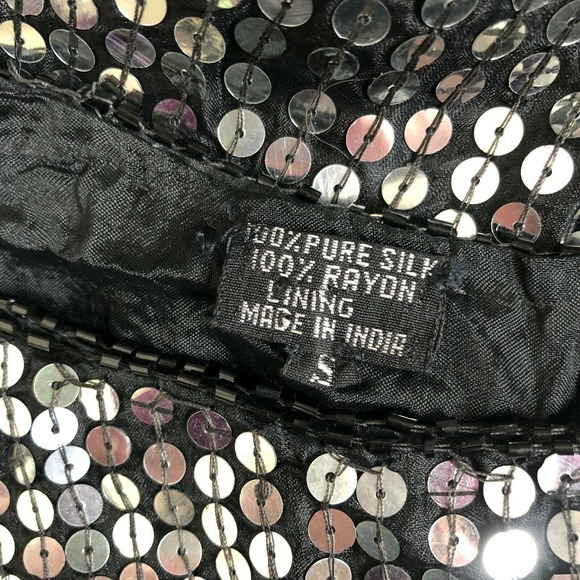 100% PURE SILK
100% RAYON
LINING
MADE IN INDIA
S